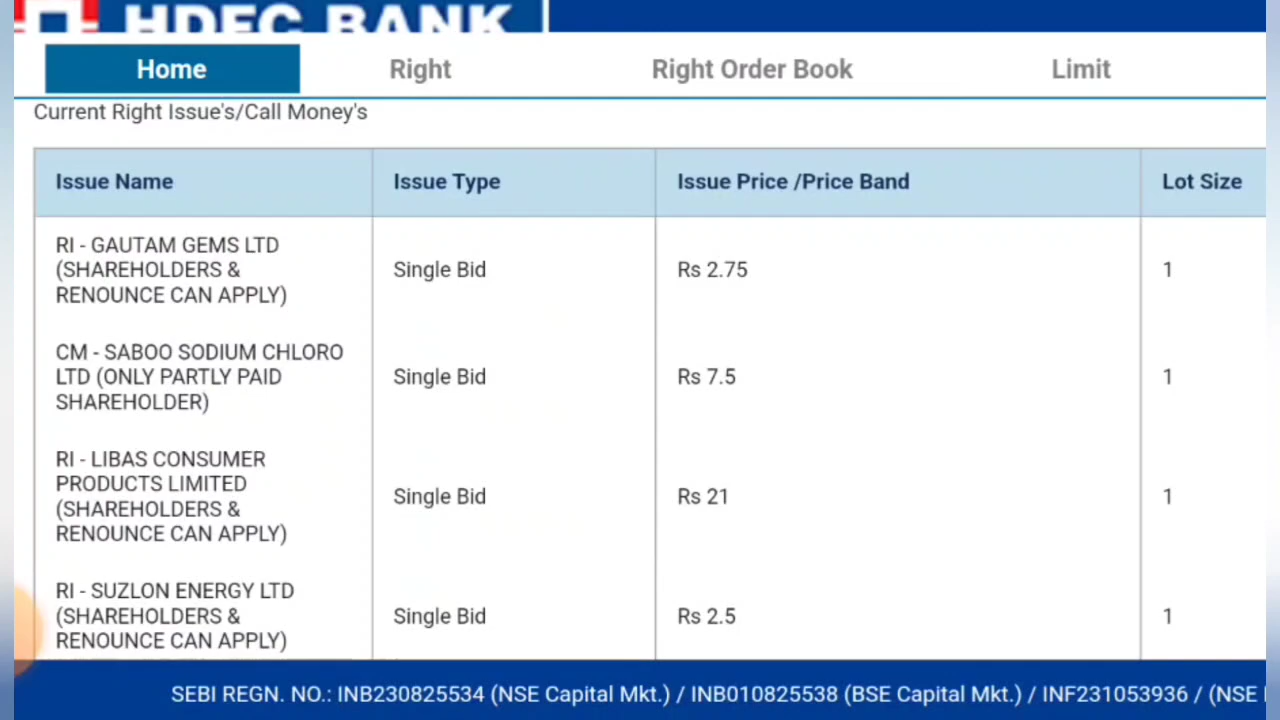 HDFC BANK
Home Right Right Order Book Limit
Current Right Issue's/Call Money's
Issue Name Issue Type Issue Price /Price Band Lot Size
RI - GAUTAM GEMS LTD
(SHAREHOLDERS & Single Bid Rs 2.75 1
RENOUNCE CAN APPLY)
CM - SABOO SODIUM CHLORO
LTD (ONLY PARTLY PAID Single Bid Rs 7.5 1
SHAREHOLDER)
RI - LIBAS CONSUMER
PRODUCTS LIMITED Single Bid Rs 21 1
(SHAREHOLDERS &
RENOUNCE CAN APPLY)
RI - SUZLON ENERGY LTD
(SHAREHOLDERS & Single Bid Rs 2.5 1
RENOUNCE CAN APPLY)
SEBI REGN. NO.: INB230825534 (NSE Capital Mkt.) / INB010825538 (BSE Capital Mkt.) / INF231053936 / (NSE